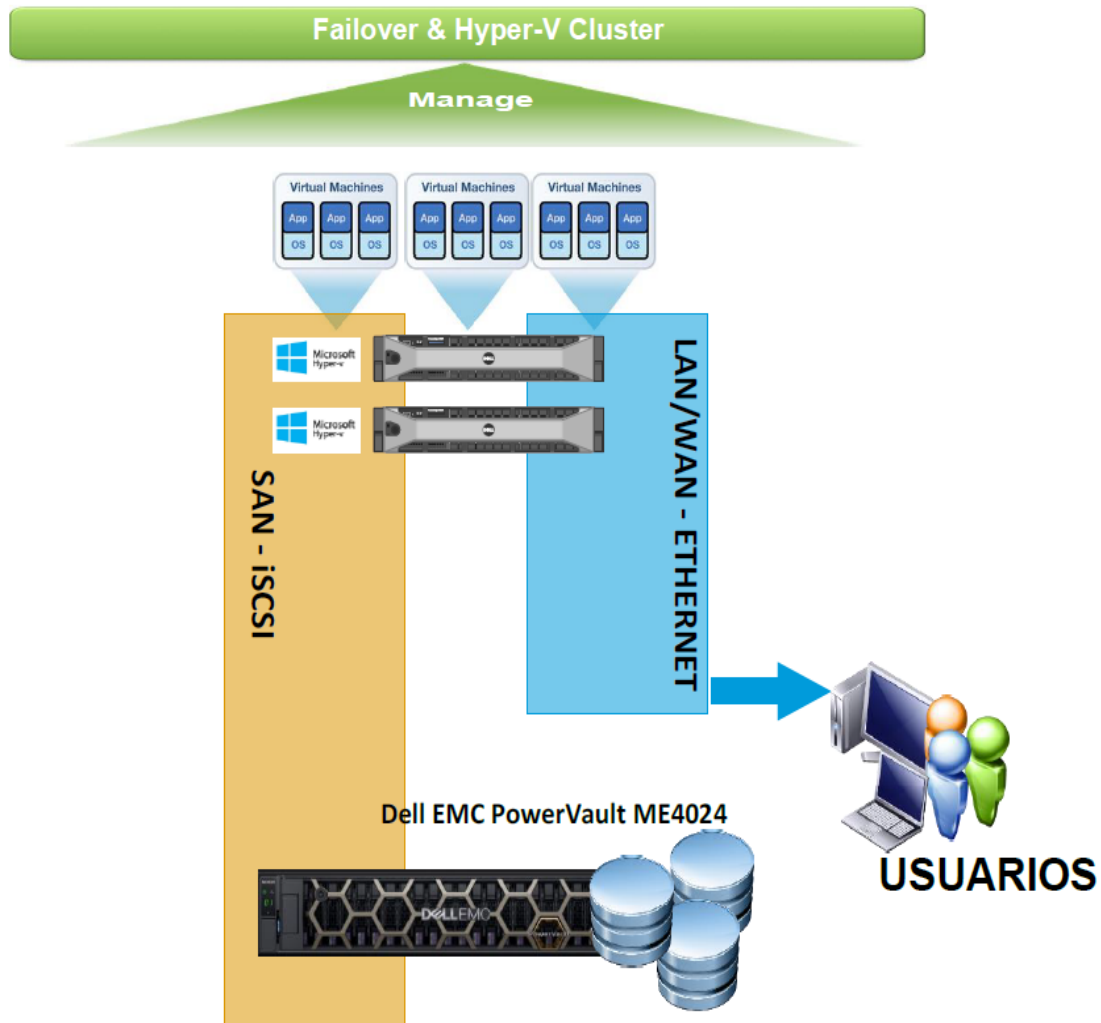 Failover & Hyper-V Cluster
Manage
Virtual Machines
App App App
OS OS OS
Virtual Machines
App App App
OS OS OS
Virtual Machines
App App App
OS OS OS
Microsoft
Hyper-v
Microsoft
Hyper-v
SAN - iSCSI
LAN/WAN - ETHERNET
Dell EMC PowerVault ME4024
DELLEMC
USUARIOS